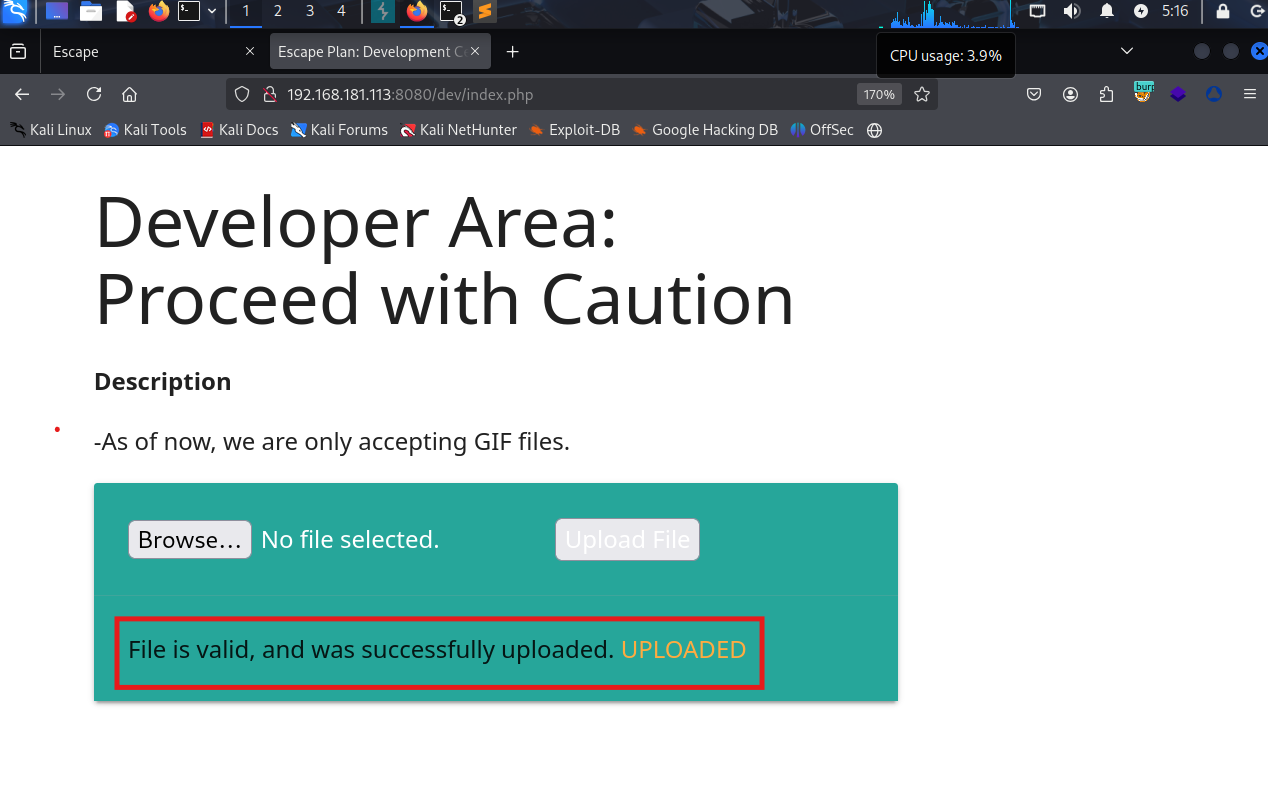 1 2 3 4 2 5:16
Escape Escape Plan: Development C
CPU usage: 3.9%
192.168.181.113:8080/dev/index.php 170% burp
Kali Linux Kali Tools Kali Docs Kali Forums Kali NetHunter Exploit-DB Google Hacking DB OffSec
Developer Area:
Proceed with Caution
Description
-As of now, we are only accepting GIF files.
Browse... No file selected. Upload File
File is valid, and was successfully uploaded. UPLOADED